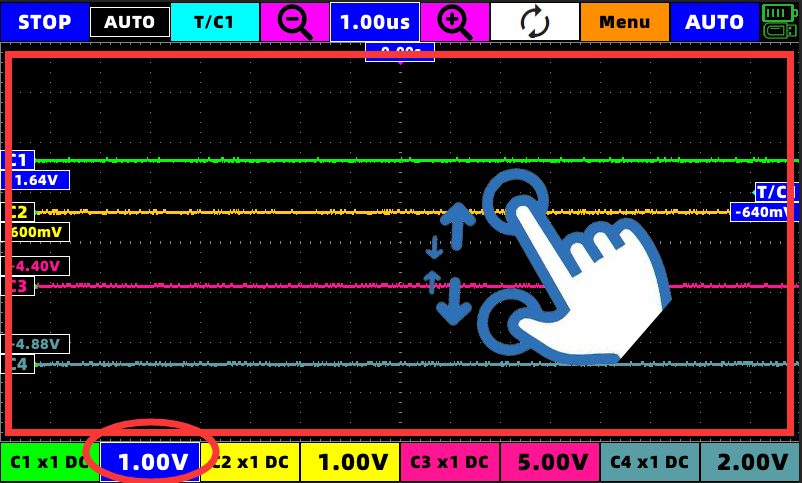 STOP AUTO T/C1 1.00us Menu AUTO
C1
1.64V
T/C1
-640mV
C2
600mV
-4.40V
C3
-4.88V
C4
C1 x1 DC 1.00V C2 x1 DC 1.00V C3 x1 DC 5.00V C4 x1 DC 2.00V